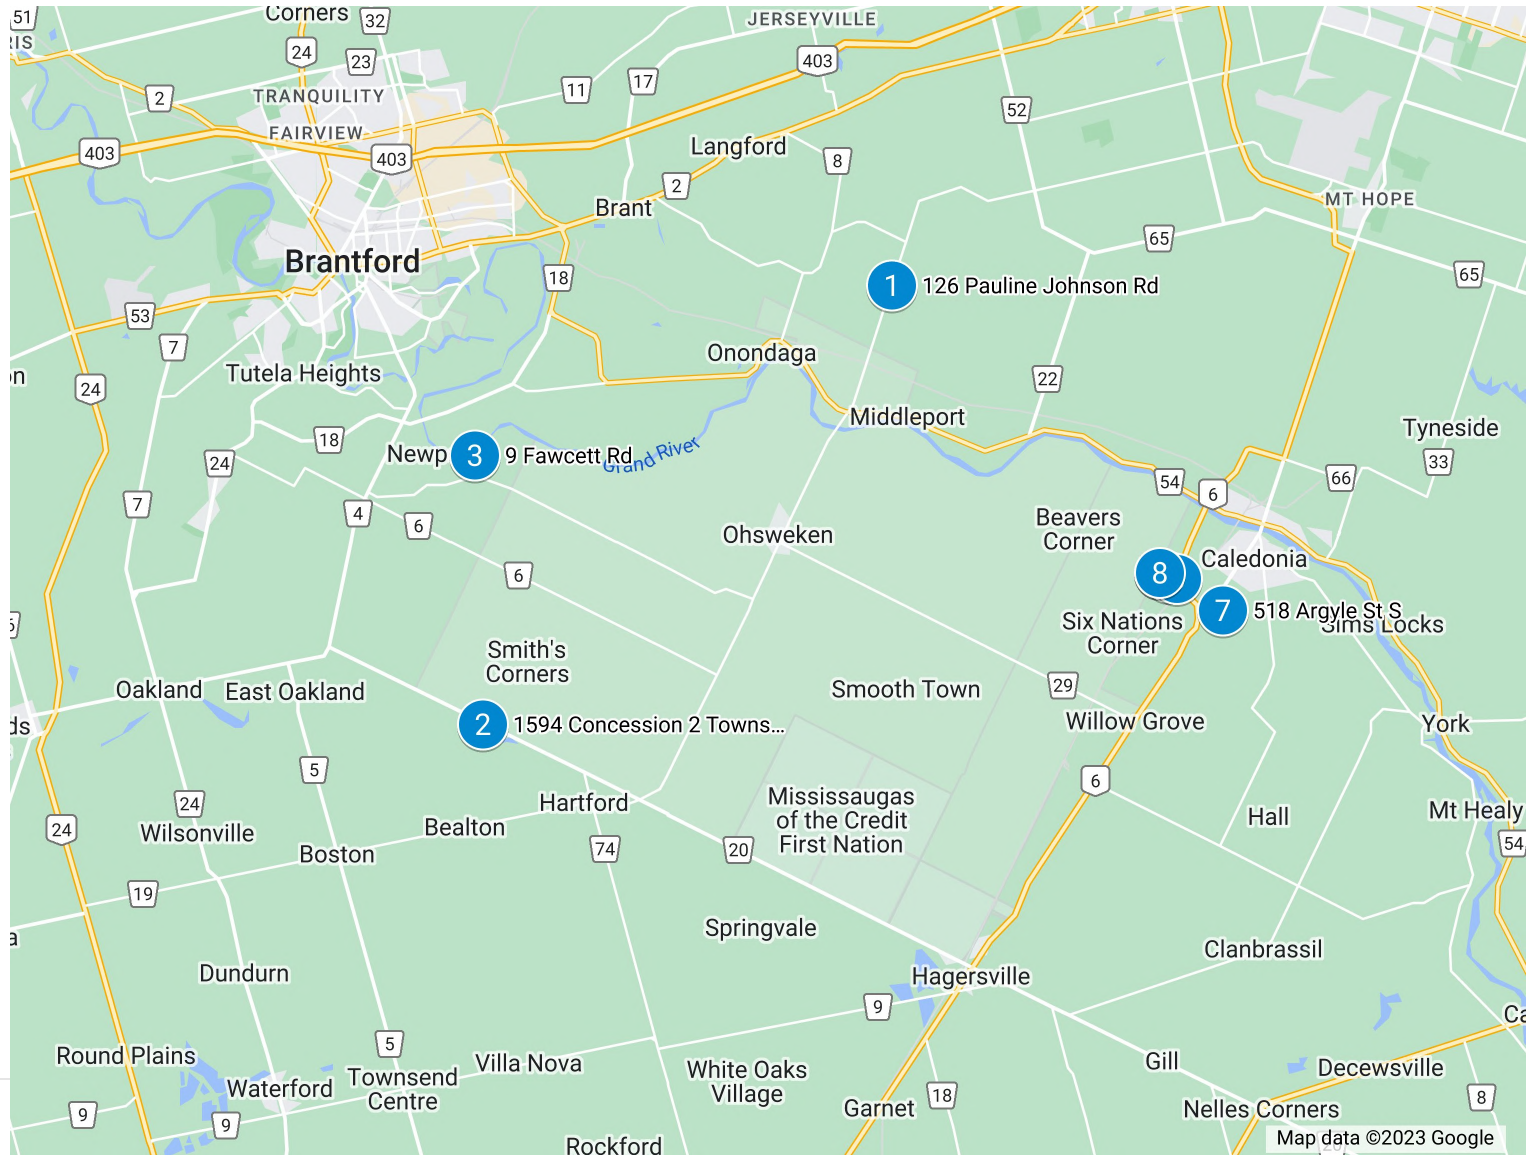 51
Corners
32
JERSEYVILLE
24
23
403
2
TRANQUILITY
11
17
52
FAIRVIEW
403
403
Langford
8
2
MT HOPE
Brant
65
Brantford
18
65
1
126 Pauline Johnson Rd
53
7
Onondaga
Tutela Heights
24
22
Middleport
Tyneside
18
Newp
3
9 Fawcett Rd
Grand River
24
33
54
66
6
7
4
6
Beavers
Corner
Ohsweken
8
Caledonia
6
7
518 Argyle St S
Sims Locks
Six Nations
Corner
Smith's
Corners
Oakland
East Oakland
Smooth Town
29
2
1594 Concession 2 Towns...
Willow Grove
York
5
6
24
Hartford
Mississaugas
of the Credit
First Nation
Hall
Mt Healy
24
Wilsonville
Bealton
Boston
74
20
54
19
Springvale
Clanbrassil
Dundurn
Hagersville
9
Round Plains
5
Villa Nova
Gill
Decewsville
Waterford
Townsend
Centre
White Oaks
Village
18
8
9
9
Garnet
Nelles Corners
Rockford
Map data ©2023 Google